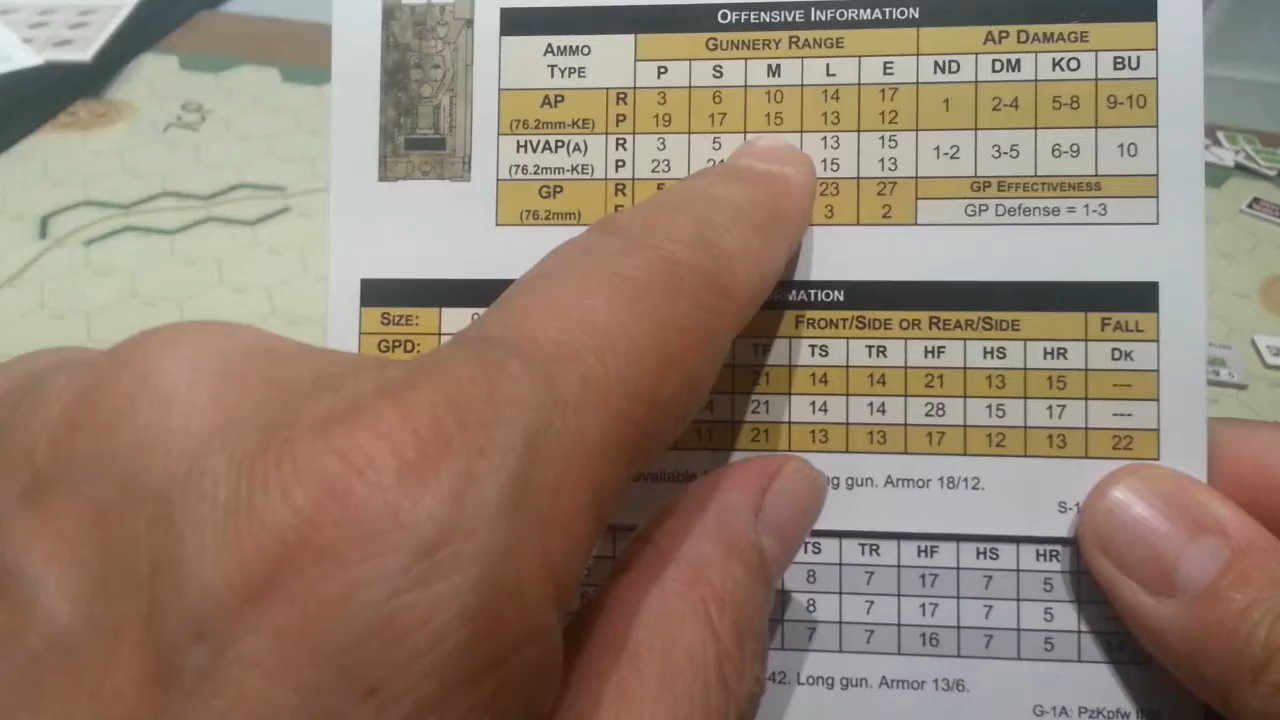 OFFENSIVE INFORMATION
AMMO TYPE GUNNERY RANGE AP DAMAGE
P S M L E ND DM KO BU
AP R 3 6 10 14 17 1 2-4 5-8 9-10
(76.2mm-KE) P 19 17 15 13 12
HVAP(A) R 3 5 13 15 1-2 3-5 6-9 10
(76.2mm-KE) P 23 15 13
GP R 23 27 GP EFFECTIVENESS
(76.2mm) 3 2 GP Defense = 1-3
SIZE: FRONT/SIDE OR REAR/SIDE FALL
GPD: TS TR HF HS HR DK
21 14 14 21 13 15 ---
21 14 14 28 15 17 ---
11 21 13 13 17 12 13 22
gun. Armor 18/12.
TS TR HF HS HR
8 7 17 7 5
8 7 17 7 5
7 7 16 7 5
-42. Long gun. Armor 13/6.
G-1A: PzKpfw